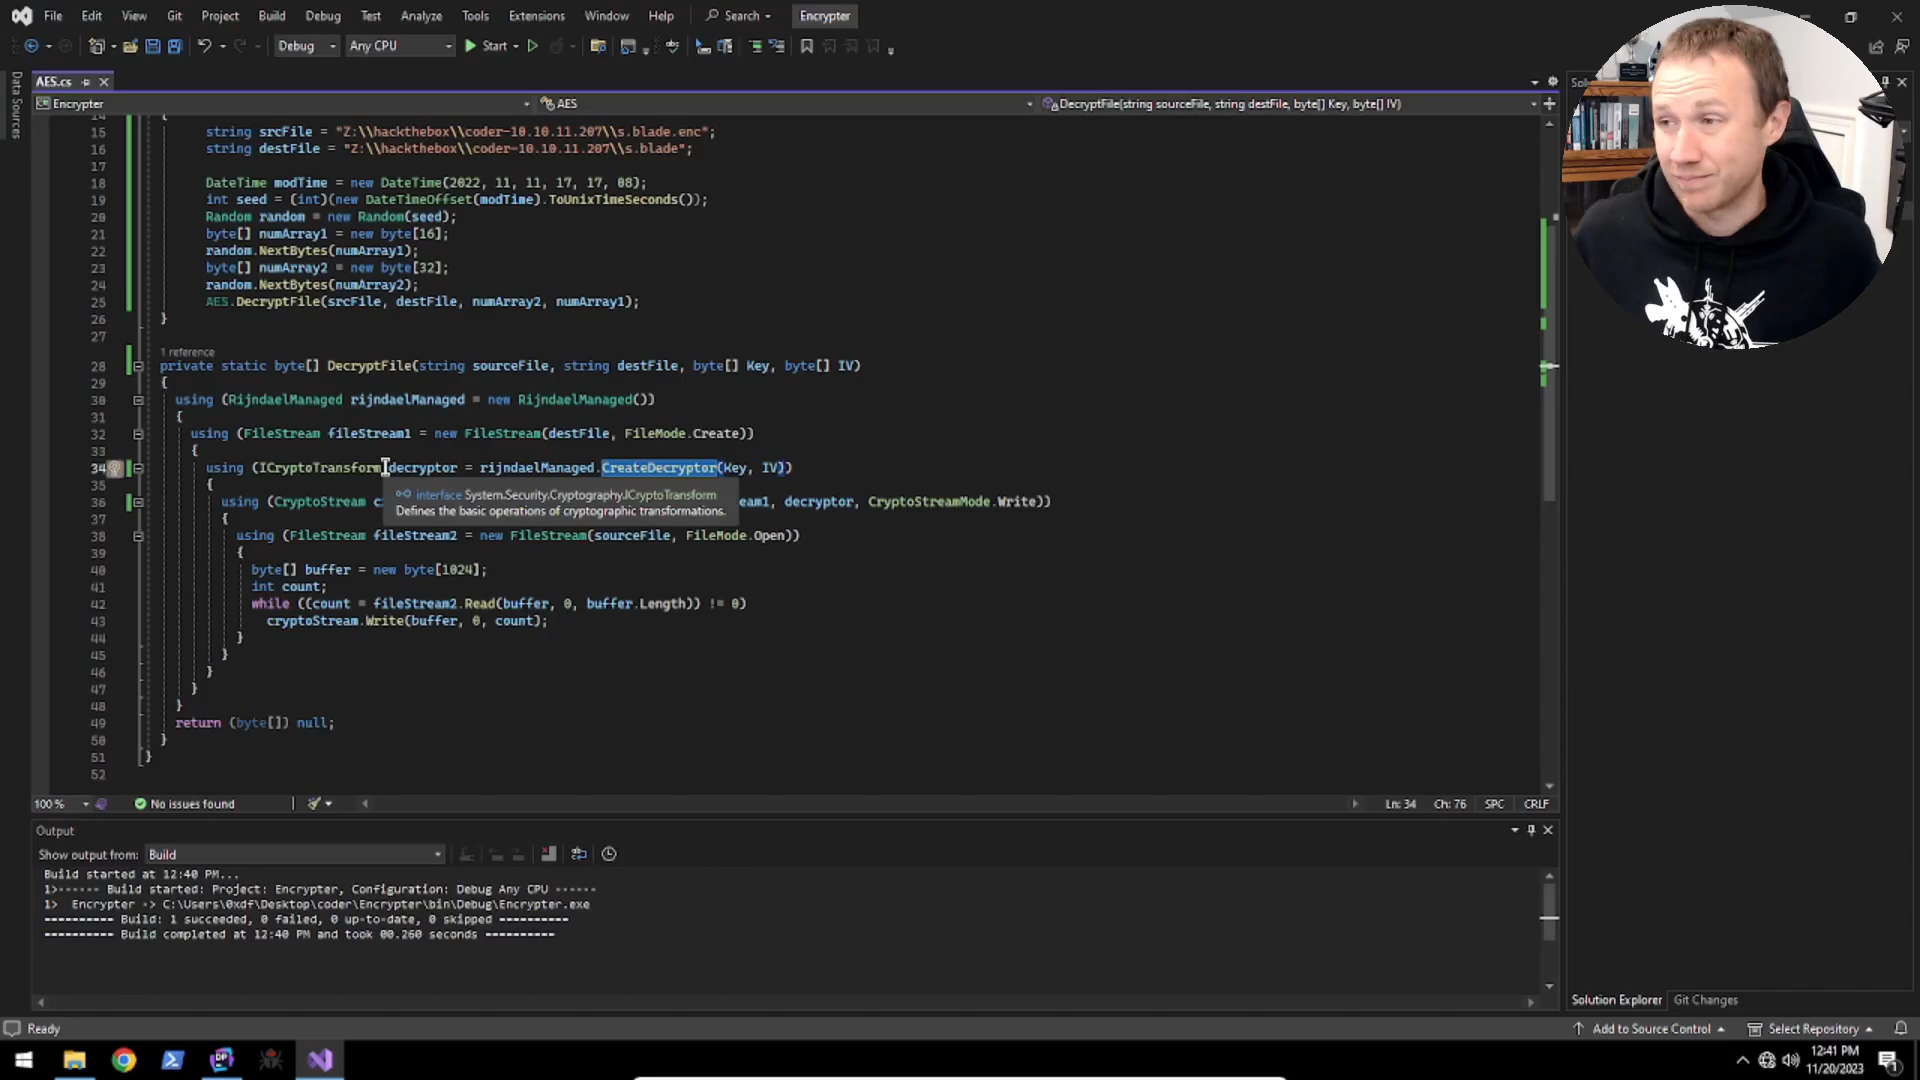 File Edit View Git Project Build Debug Test Analyze Tools Extensions Window Help Search Encrypter
Debug Any CPU Start
Data Sources
AES.cs
Encrypter AES DecryptFile(string sourceFile, string destFile, byte[] Key, byte[] IV)
14 {
15 string srcFile = "Z:\\hackthebox\\coder-10.10.11.207\\s.blade.enc";
16 string destFile = "Z:\\hackthebox\\coder-10.10.11.207\\s.blade";
17
18 DateTime modTime = new DateTime(2022, 11, 11, 17, 17, 08);
19 int seed = (int)(new DateTimeOffset(modTime).ToUnixTimeSeconds());
20 Random random = new Random(seed);
21 byte[] numArray1 = new byte[16];
22 random.NextBytes(numArray1);
23 byte[] numArray2 = new byte[32];
24 random.NextBytes(numArray2);
25 AES.DecryptFile(srcFile, destFile, numArray2, numArray1);
26 }
27
1 reference
28 private static byte[] DecryptFile(string sourceFile, string destFile, byte[] Key, byte[] IV)
29 {
30 using (RijndaelManaged rijndaelManaged = new RijndaelManaged())
31 {
32 using (FileStream fileStream1 = new FileStream(destFile, FileMode.Create))
33 {
34 using (ICryptoTransform decryptor = rijndaelManaged.CreateDecryptor(Key, IV))
35 {
interface System.Security.Cryptography.ICryptoTransform
Defines the basic operations of cryptographic transformations.
36 using (CryptoStream c eam1, decryptor, CryptoStreamMode.Write))
37 {
38 using (FileStream fileStream2 = new FileStream(sourceFile, FileMode.Open))
39 {
40 byte[] buffer = new byte[1024];
41 int count;
42 while ((count = fileStream2.Read(buffer, 0, buffer.Length)) != 0)
43 cryptoStream.Write(buffer, 0, count);
44 }
45 }
46 }
47 }
48 }
49 return (byte[]) null;
50 }
51 }
52
100% No issues found Ln: 34 Ch: 76 SPC CRLF
Output
Show output from: Build
Build started at 12:40 PM...
1>------ Build started: Project: Encrypter, Configuration: Debug Any CPU ------
1> Encrypter -> C:\Users\0xdf\Desktop\coder\Encrypter\bin\Debug\Encrypter.exe
========== Build: 1 succeeded, 0 failed, 0 up-to-date, 0 skipped ==========
========== Build completed at 12:40 PM and took 00.260 seconds ==========
Solution Explorer Git Changes
Ready Add to Source Control Select Repository
12:41 PM
11/20/2023